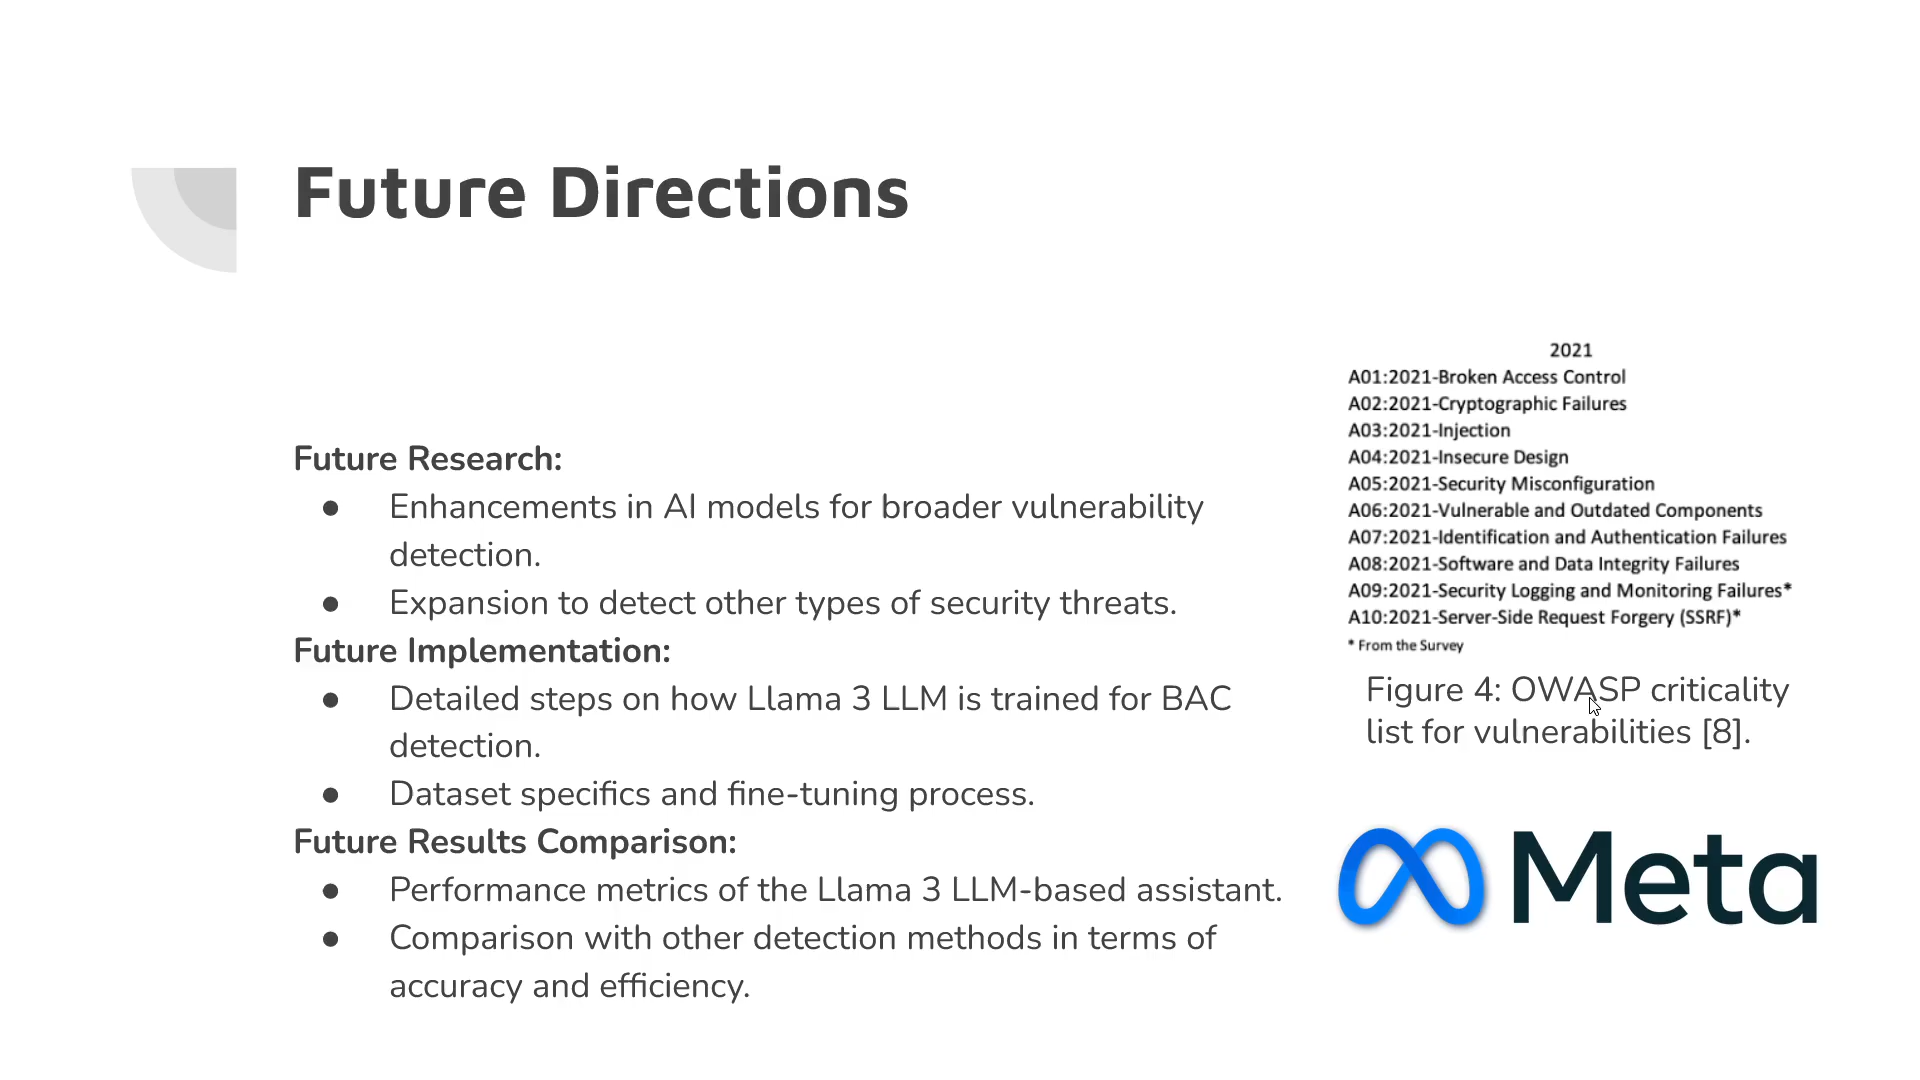 Future Directions
Future Research:
● Enhancements in AI models for broader vulnerability
detection.
● Expansion to detect other types of security threats.
Future Implementation:
● Detailed steps on how Llama 3 LLM is trained for BAC
detection.
● Dataset specifics and fine-tuning process.
Future Results Comparison:
● Performance metrics of the Llama 3 LLM-based assistant.
● Comparison with other detection methods in terms of
accuracy and efficiency.
2021
A01:2021-Broken Access Control
A02:2021-Cryptographic Failures
A03:2021-Injection
A04:2021-Insecure Design
A05:2021-Security Misconfiguration
A06:2021-Vulnerable and Outdated Components
A07:2021-Identification and Authentication Failures
A08:2021-Software and Data Integrity Failures
A09:2021-Security Logging and Monitoring Failures*
A10:2021-Server-Side Request Forgery (SSRF)*
* From the Survey
Figure 4: OWASP criticality
list for vulnerabilities [8].
Meta